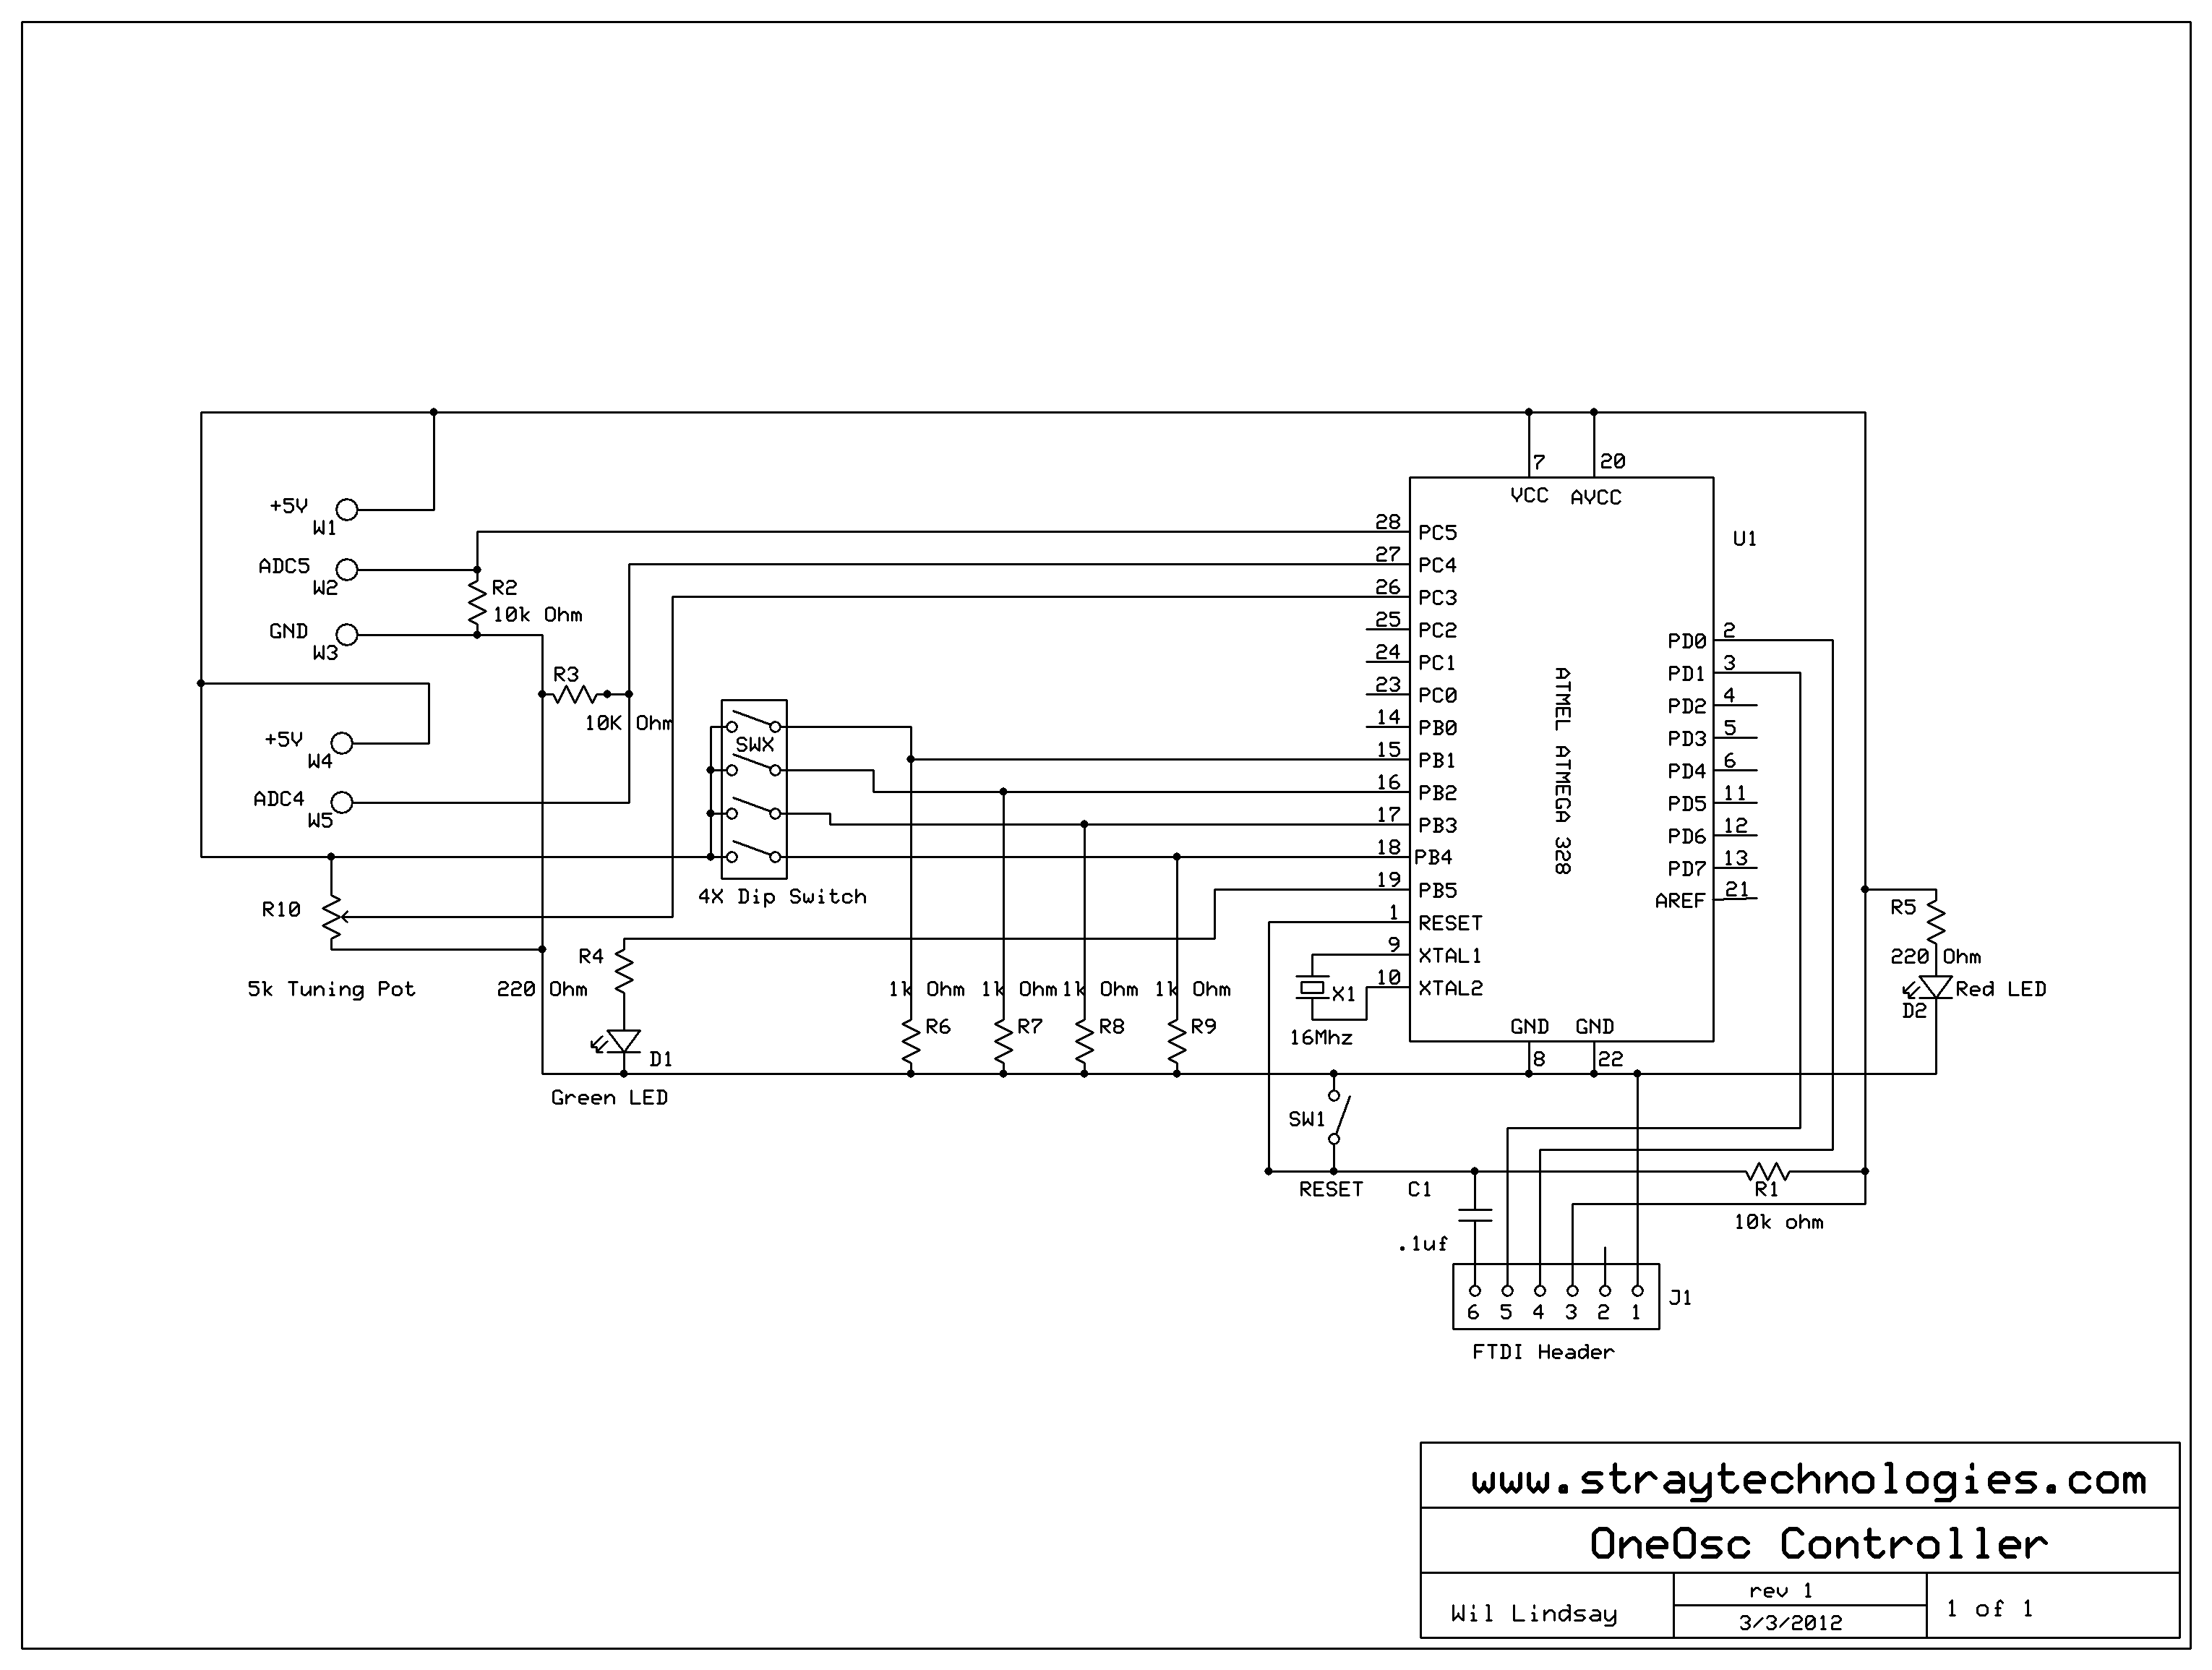 7
20
VCC AVCC
+5V
W1
28
PC5
U1
27
PC4
ADC5
W2
R2
10k Ohm
26
PC3
25
PC2
GND
W3
24
PC1
23
PC0
R3
10K Ohm
14
PB0
SWX
+5V
W4
15
PB1
16
PB2
ADC4
W5
17
PB3
18
PB4
4X Dip Switch
19
PB5
R10
1
RESET
9
XTAL1
10
XTAL2
ATMEL ATMEGA 328
2
PD0
3
PD1
4
PD2
5
PD3
6
PD4
11
PD5
12
PD6
13
PD7
21
AREF
R5
220 Ohm
Red LED
D2
5k Tuning Pot
R4
220 Ohm
1k Ohm
1k Ohm
1k Ohm
1k Ohm
R6
R7
R8
R9
X1
16Mhz
GND GND
8
22
D1
Green LED
SW1
RESET
C1
.1uf
R1
10k ohm
6 5 4 3 2 1
J1
FTDI Header
www.straytechnologies.com
OneOsc Controller
Wil Lindsay
rev 1
3/3/2012
1 of 1